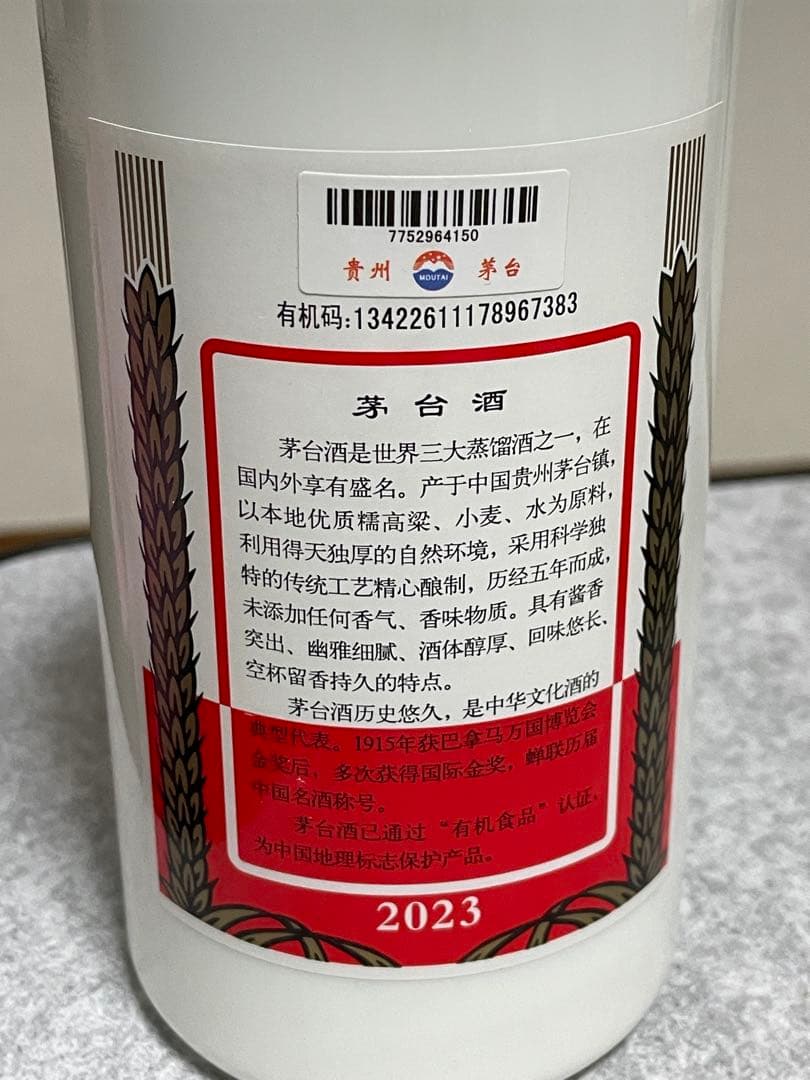 7752964150
贵州 MOUTAI 茅台
有机码:13422611178967383
茅台酒
茅台酒是世界三大蒸馏酒之一，在
国内外享有盛名。产于中国贵州茅台镇，
以本地优质糯高粱、小麦、水为原料，
利用得天独厚的自然环境，采用科学独
特的传统工艺精心酿制，历经五年而成，
未添加任何香气、香味物质。具有酱香
突出、幽雅细腻、酒体醇厚、回味悠长、
空杯留香持久的特点。
茅台酒历史悠久，是中华文化酒的
典型代表。1915年获巴拿马万国博览会
金奖后，多次获得国际金奖，蝉联历届
中国名酒称号。
茅台酒已通过“有机食品”认证，
为中国地理标志保护产品。
2023